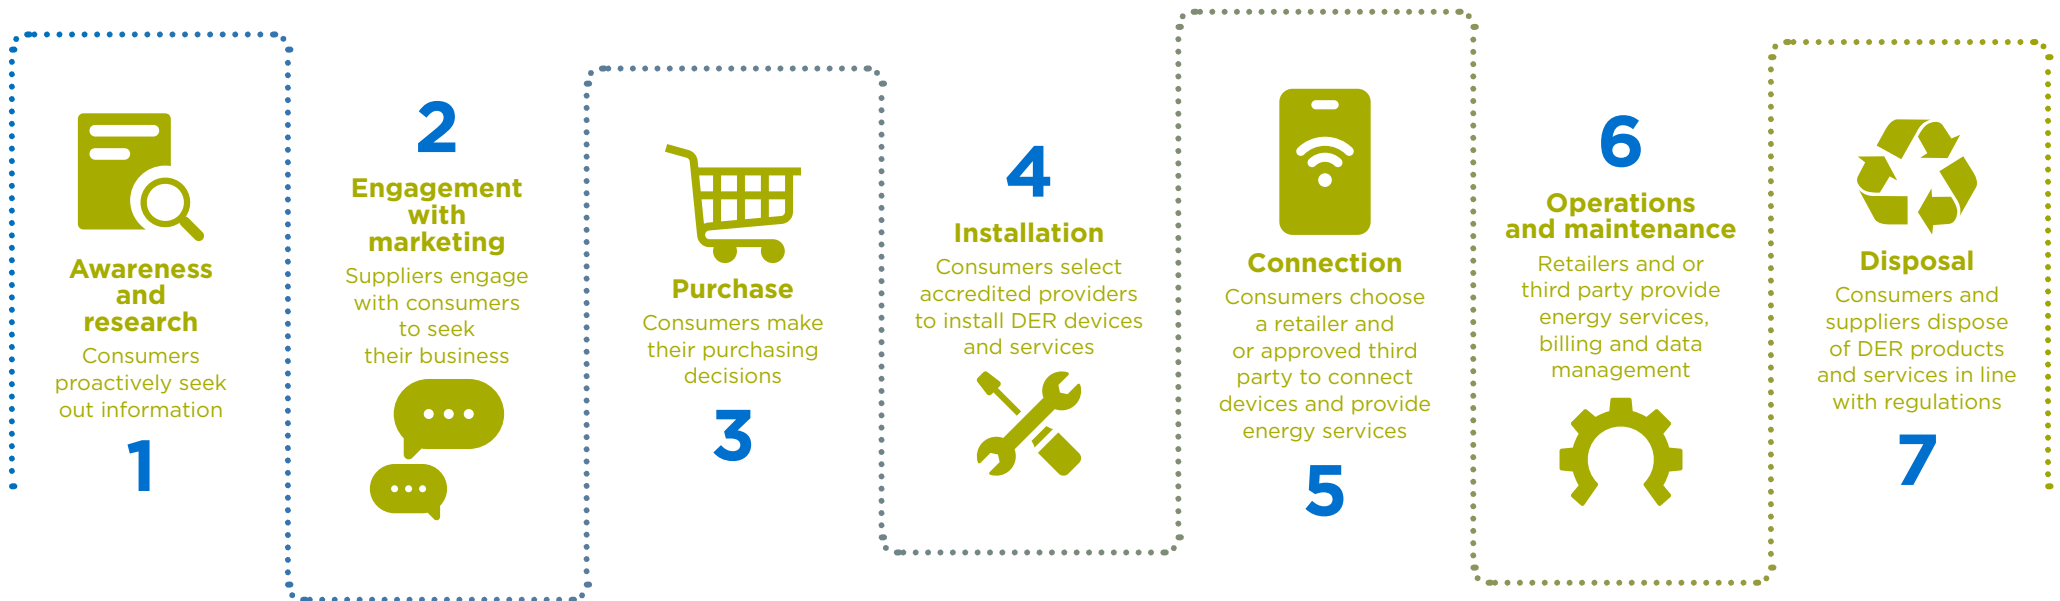 Awareness
and
research
Consumers
proactively seek
out information
1
2
Engagement
with
marketing
Suppliers engage
with consumers
to seek
their business
Purchase
Consumers make
their purchasing
decisions
3
4
Installation
Consumers select
accredited providers
to install DER devices
and services
Connection
Consumers choose
a retailer and
or approved third
party to connect
devices and provide
energy services
5
6
Operations
and maintenance
Retailers and or
third party provide
energy services,
billing and data
management
Disposal
Consumers and
suppliers dispose
of DER products
and services in line
with regulations
7